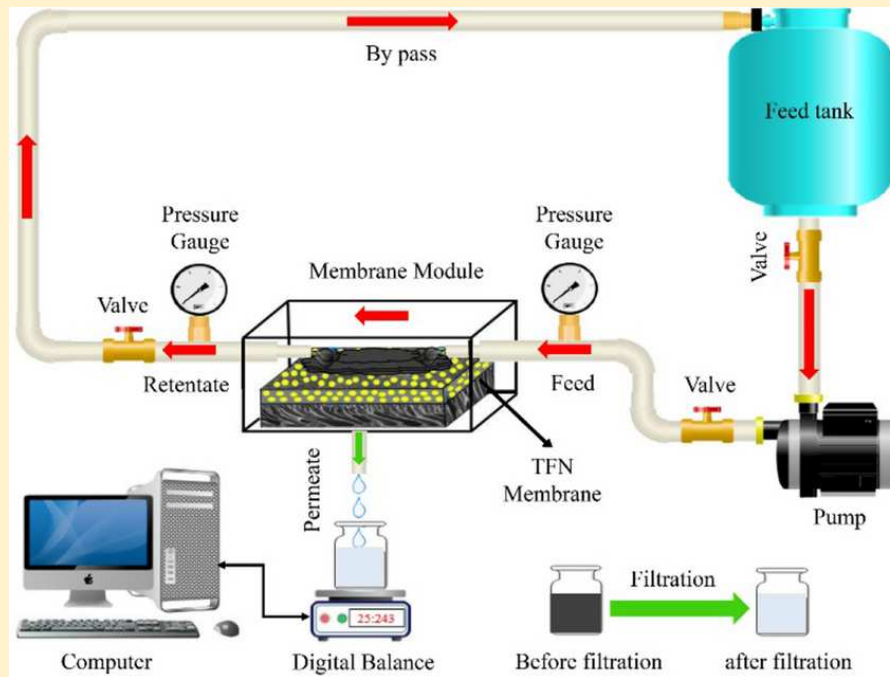 By pass
Feed tank
Valve
Pressure
Gauge
Pressure
Gauge
Membrane Module
Valve
Retentate
Feed
Valve
TFN
Membrane
Pump
Permeate
25:243
Filtration
Computer
Digital Balance
Before filtration
after filtration